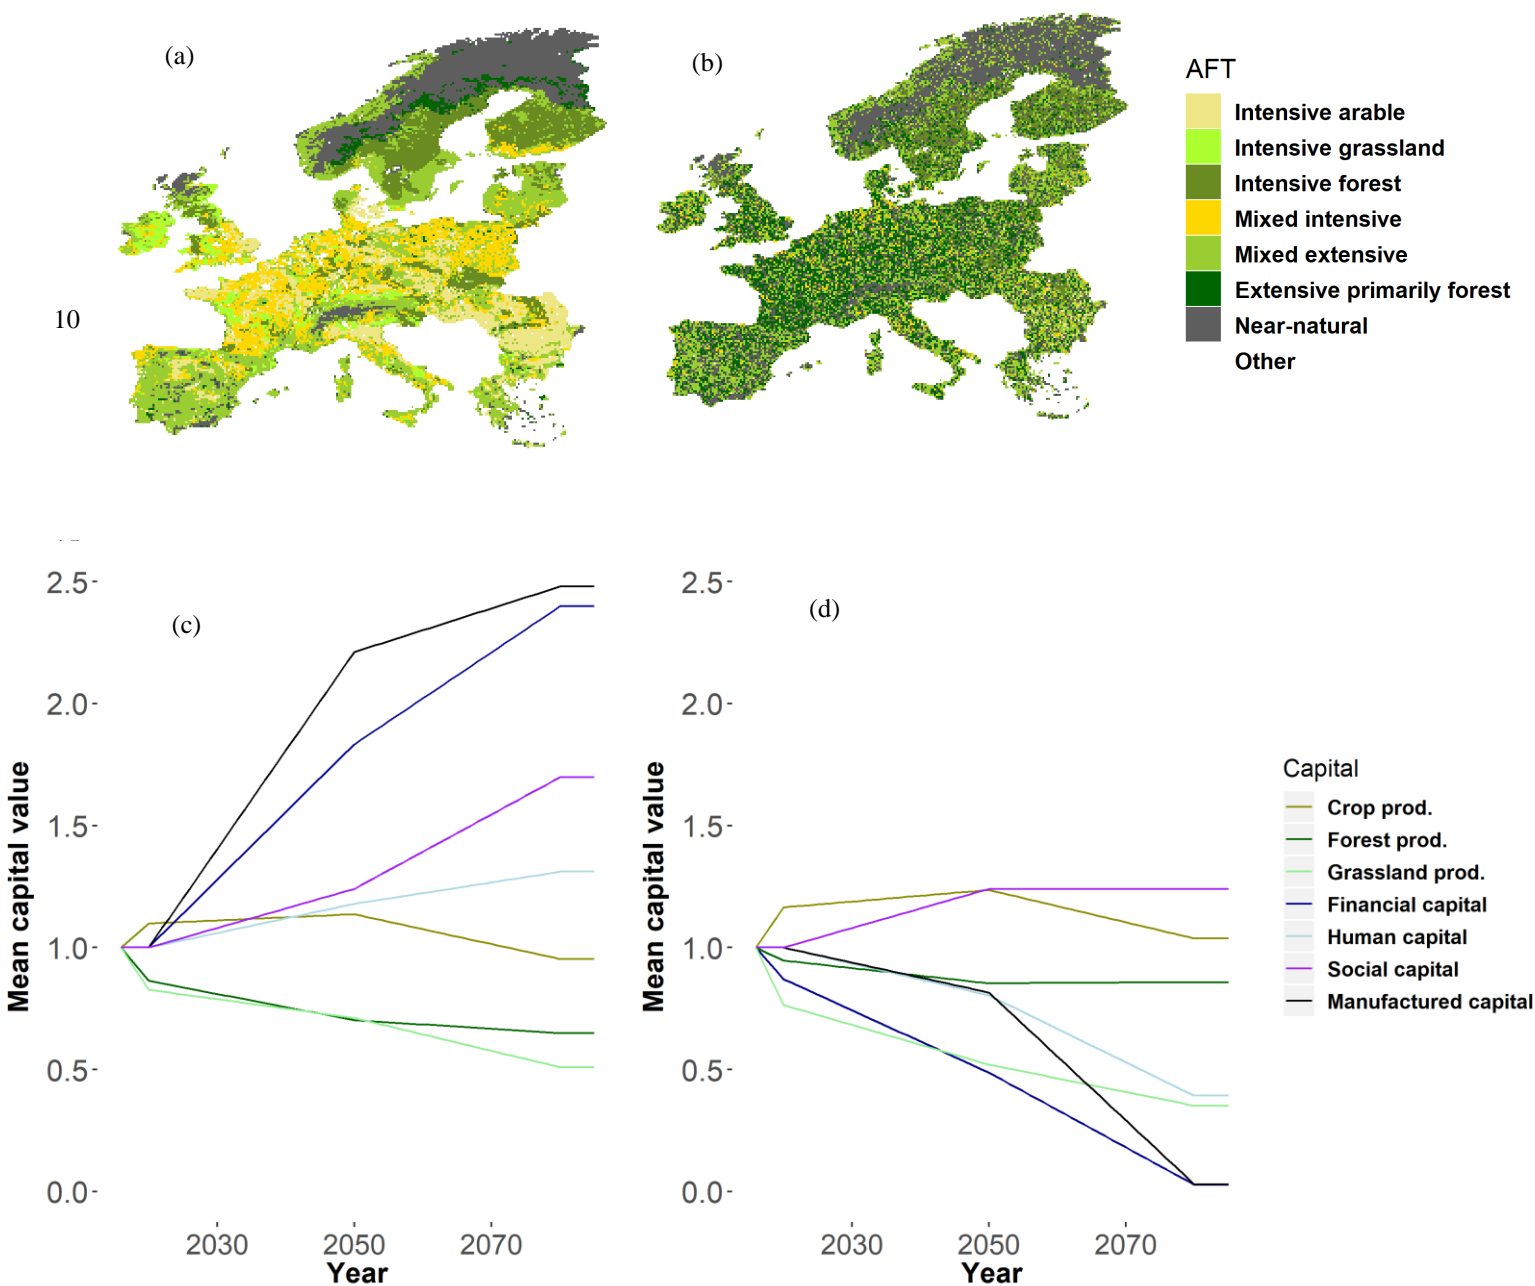 (a)
(b)
AFT
Intensive arable
Intensive grassland
Intensive forest
Mixed intensive
Mixed extensive
Extensive primarily forest
Near-natural
Other
10
(c)
2.5
2.0
1.5
1.0
0.5
0.0
Mean capital value
2030 2050 2070
Year
(d)
2.5
2.0
1.5
1.0
0.5
0.0
Mean capital value
2030 2050 2070
Year
Capital
Crop prod.
Forest prod.
Grassland prod.
Financial capital
Human capital
Social capital
Manufactured capital